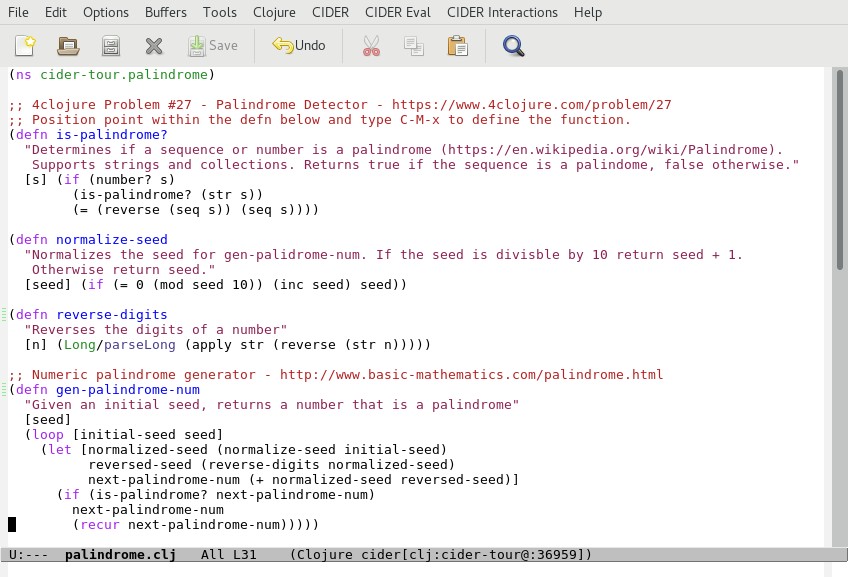 File Edit Options Buffers Tools Clojure CIDER CIDER Eval CIDER Interactions Help
Save Undo
(ns cider-tour.palindrome)

;; 4clojure Problem #27 - Palindrome Detector - https://www.4clojure.com/problem/27
;; Position point within the defn below and type C-M-x to define the function.
(defn is-palindrome?
  "Determines if a sequence or number is a palindrome (https://en.wikipedia.org/wiki/Palindrome).
   Supports strings and collections. Returns true if the sequence is a palindome, false otherwise."
  [s] (if (number? s)
        (is-palindrome? (str s))
        (= (reverse (seq s)) (seq s))))

(defn normalize-seed
  "Normalizes the seed for gen-palidrome-num. If the seed is divisble by 10 return seed + 1.
   Otherwise return seed."
  [seed] (if (= 0 (mod seed 10)) (inc seed) seed))

(defn reverse-digits
  "Reverses the digits of a number"
  [n] (Long/parseLong (apply str (reverse (str n)))))

;; Numeric palindrome generator - http://www.basic-mathematics.com/palindrome.html
(defn gen-palindrome-num
  "Given an initial seed, returns a number that is a palindrome"
  [seed]
  (loop [initial-seed seed]
    (let [normalized-seed (normalize-seed initial-seed)
          reversed-seed (reverse-digits normalized-seed)
          next-palindrome-num (+ normalized-seed reversed-seed)]
      (if (is-palindrome? next-palindrome-num)
        next-palindrome-num
        (recur next-palindrome-num)))))
U:--- palindrome.clj All L31 (Clojure cider[clj:cider-tour@:36959])